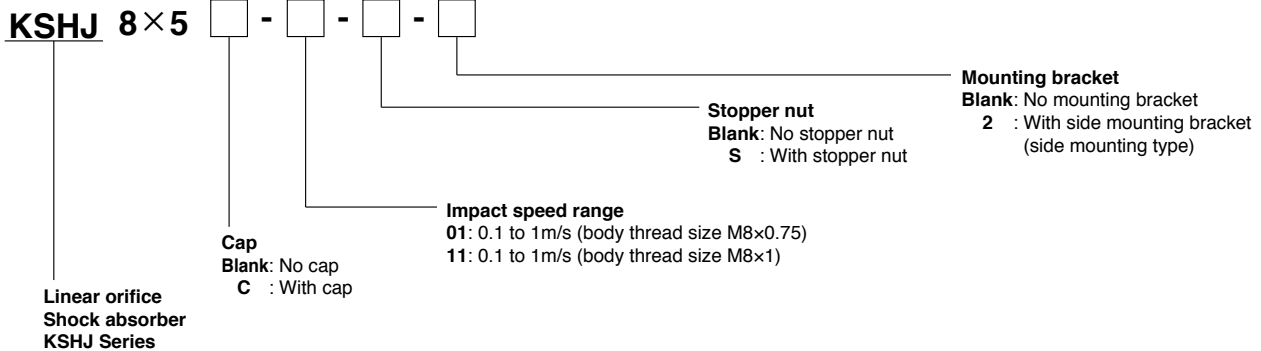 KSHJ 8×5 □ - □ - □ - □
Mounting bracket
Blank: No mounting bracket
2 : With side mounting bracket
(side mounting type)
Stopper nut
Blank: No stopper nut
S : With stopper nut
Impact speed range
01: 0.1 to 1m/s (body thread size M8×0.75)
11: 0.1 to 1m/s (body thread size M8×1)
Cap
Blank: No cap
C : With cap
Linear orifice
Shock absorber
KSHJ Series